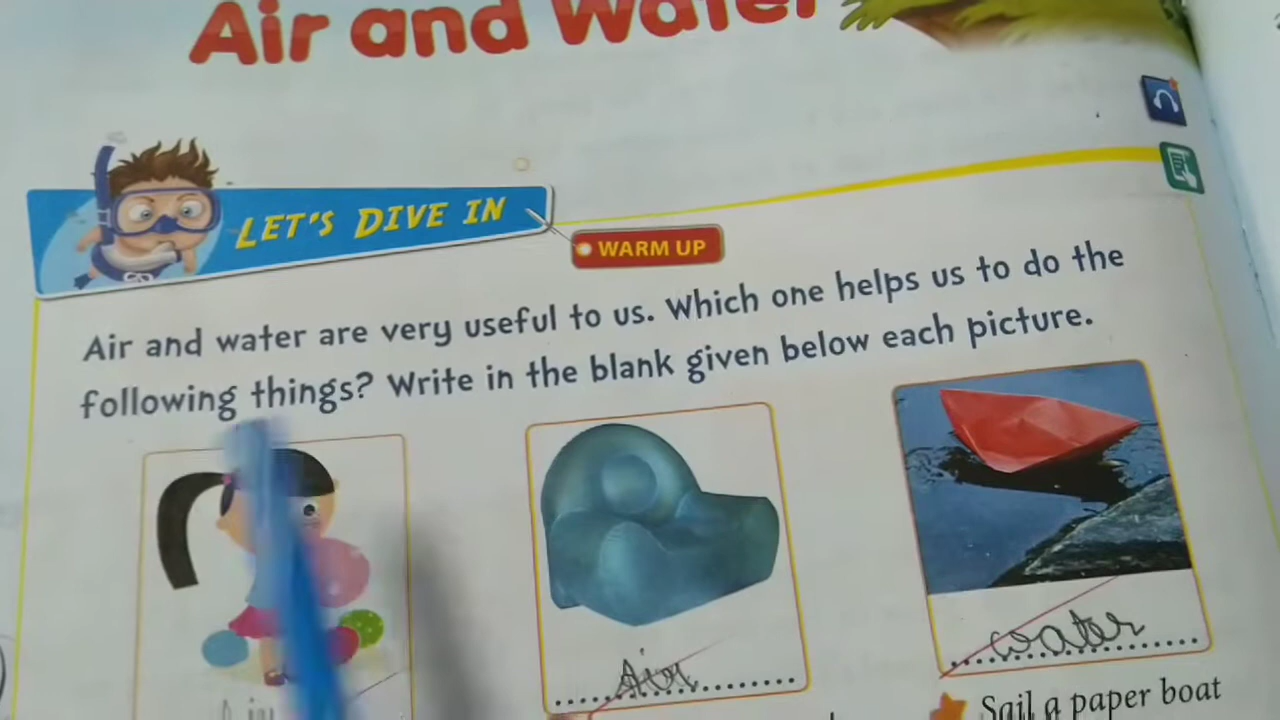 Air and Water
LET'S DIVE IN
WARM UP
Air and water are very useful to us. Which one helps us to do the
following things? Write in the blank given below each picture.
Air
water
Sail a paper boat